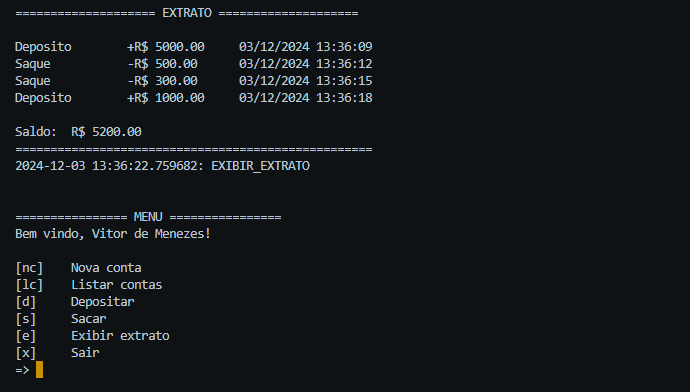 ==================== EXTRATO ====================
Deposito +R$ 5000.00 03/12/2024 13:36:09
Saque -R$ 500.00 03/12/2024 13:36:12
Saque -R$ 300.00 03/12/2024 13:36:15
Deposito +R$ 1000.00 03/12/2024 13:36:18
Saldo: R$ 5200.00
===================================================
2024-12-03 13:36:22.759682: EXIBIR_EXTRATO
================ MENU ================
Bem vindo, Vitor de Menezes!
[nc] Nova conta
[lc] Listar contas
[d] Depositar
[s] Sacar
[e] Exibir extrato
[x] Sair
=>